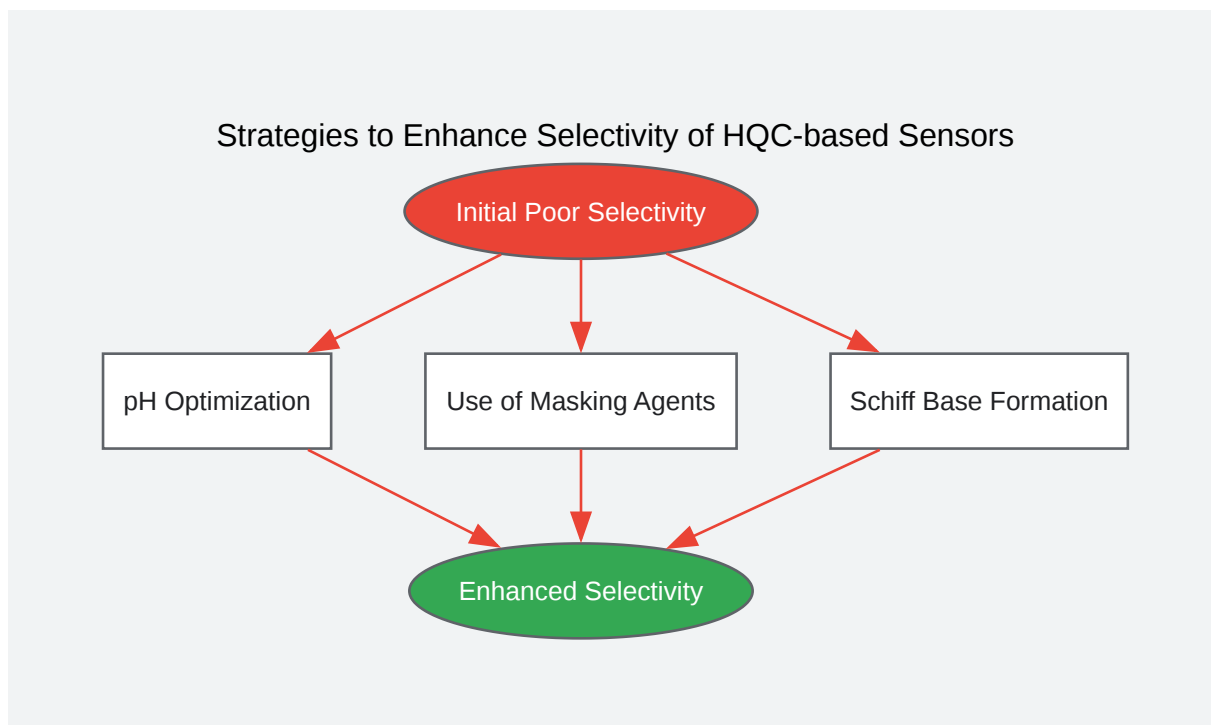 Strategies to Enhance Selectivity of HQC-based Sensors
Initial Poor Selectivity
pH Optimization
Use of Masking Agents
Schiff Base Formation
Enhanced Selectivity